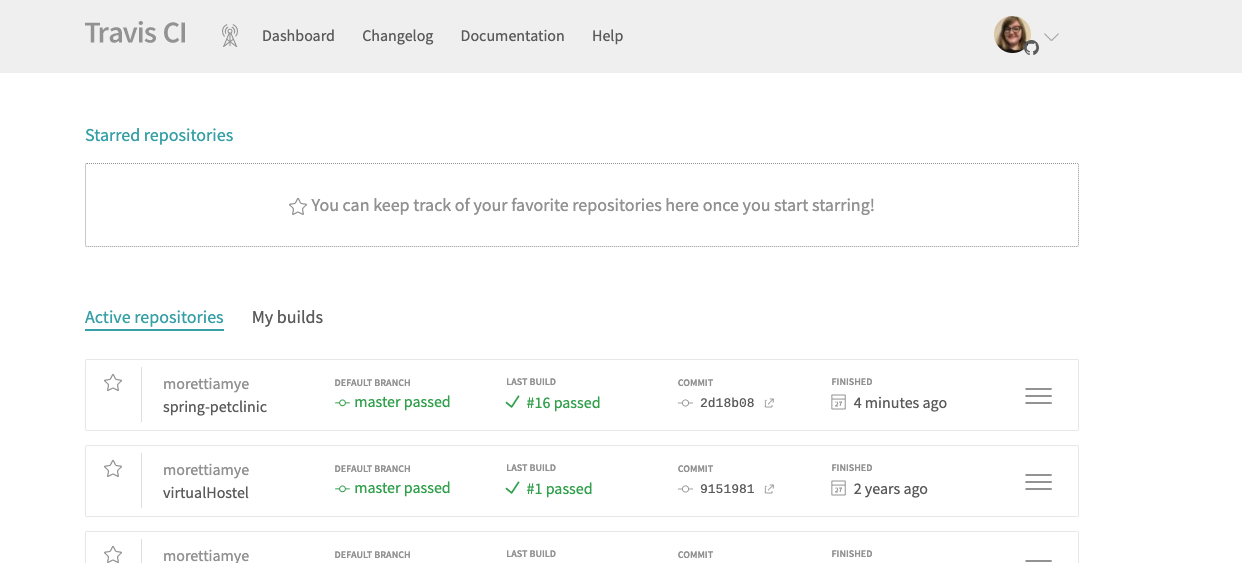 Travis CI Dashboard Changelog Documentation Help
Starred repositories
You can keep track of your favorite repositories here once you start starring!
Active repositories My builds
morettiamye DEFAULT BRANCH LAST BUILD COMMIT FINISHED
spring-petclinic master passed #16 passed 2d18b08 27 4 minutes ago
morettiamye DEFAULT BRANCH LAST BUILD COMMIT FINISHED
virtualHostel master passed #1 passed 9151981 27 2 years ago
morettiamye DEFAULT BRANCH LAST BUILD COMMIT FINISHED